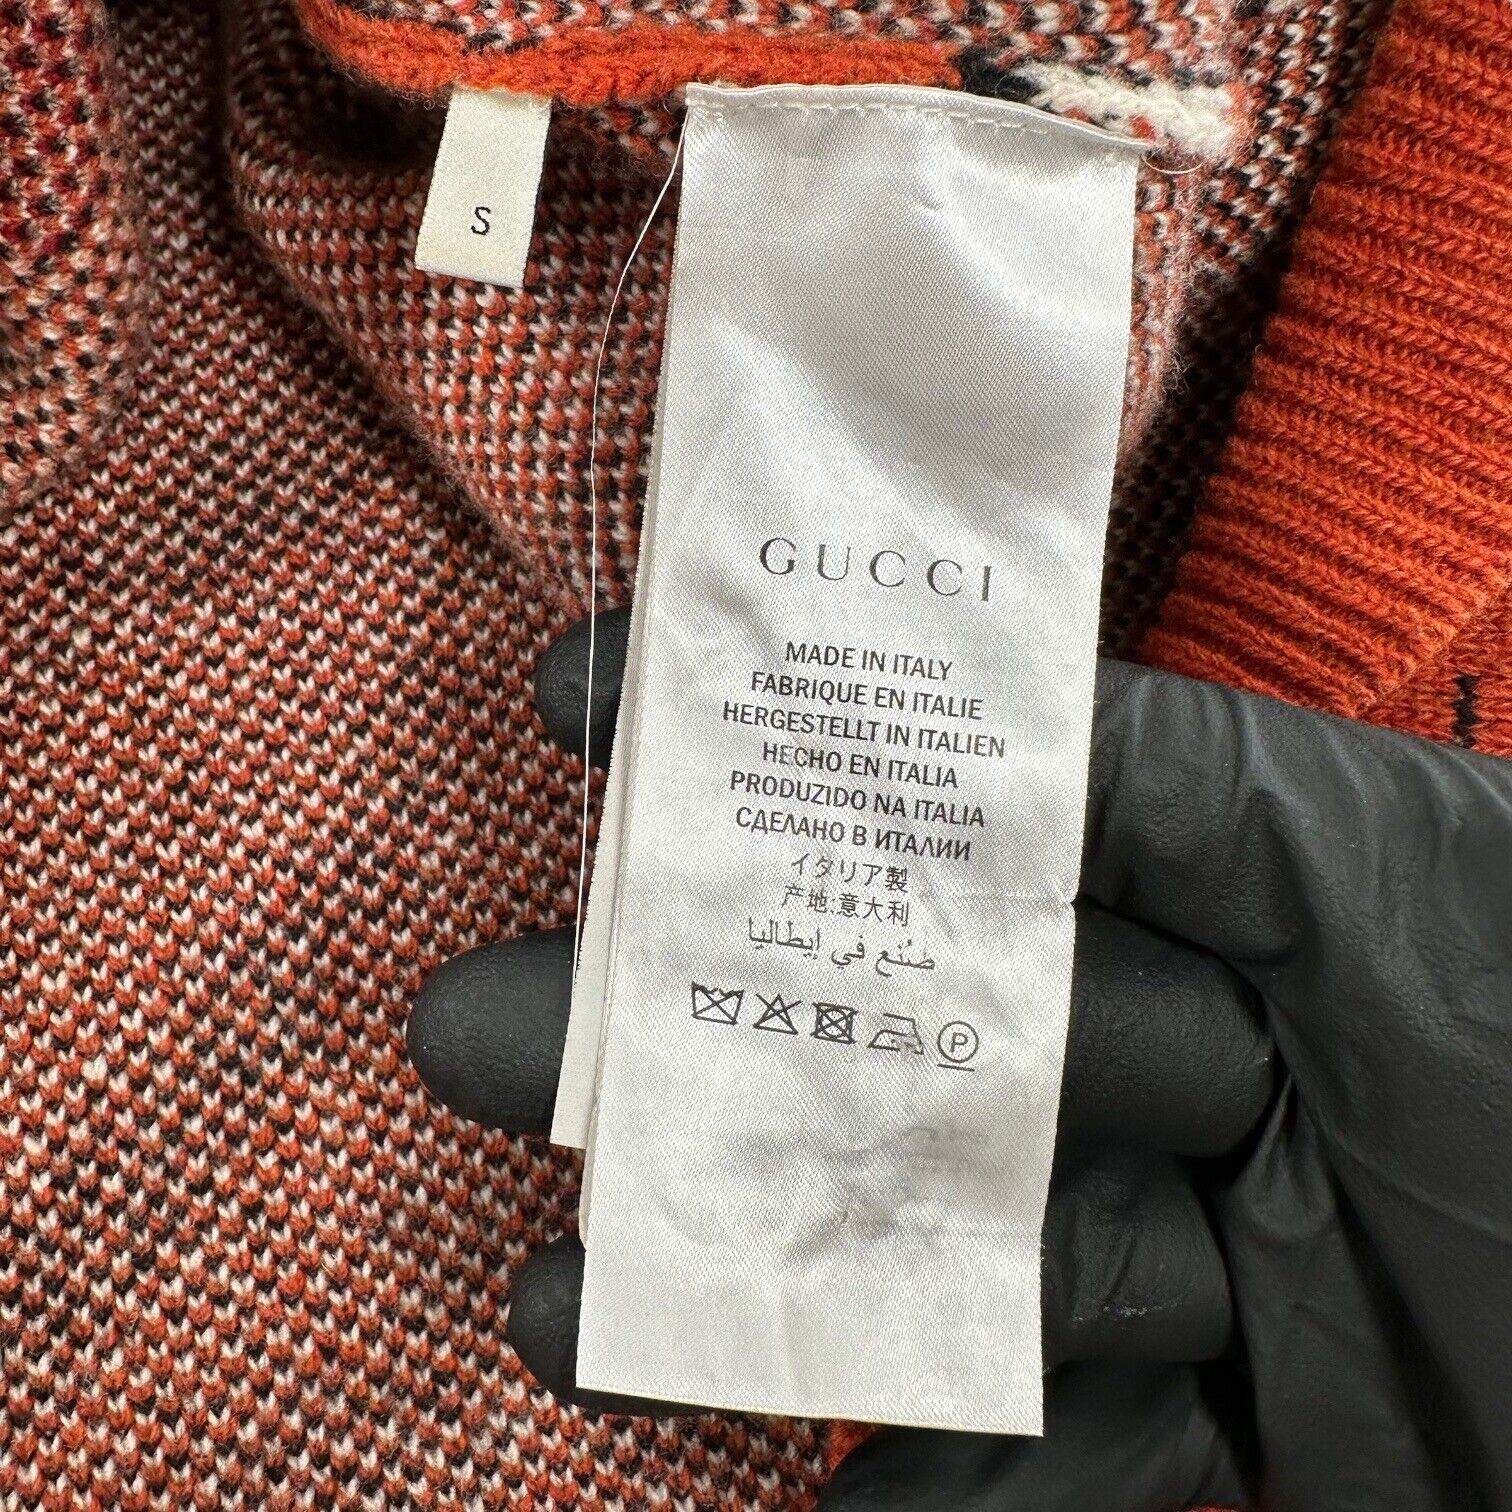 S
GUCCI
MADE IN ITALY
FABRIQUE EN ITALIE
HERGESTELLT IN ITALIEN
HECHO EN ITALIA
PRODUZIDO NA ITALIA
СДЕЛАНО В ИТАЛИИ
イタリア製
产地:意大利
صُنع في إيطاليا
P